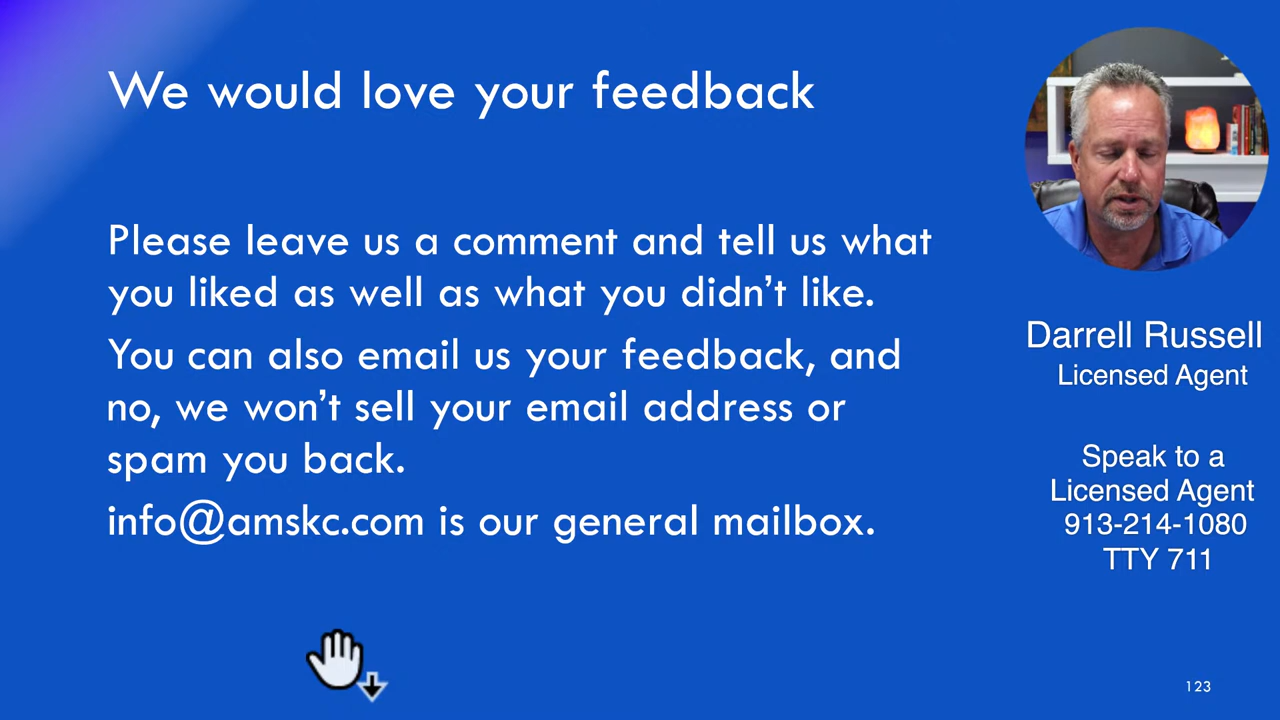 We would love your feedback
Please leave us a comment and tell us what
you liked as well as what you didn’t like.
You can also email us your feedback, and
no, we won’t sell your email address or
spam you back.
info@amskc.com is our general mailbox.
Darrell Russell
Licensed Agent
Speak to a
Licensed Agent
913-214-1080
TTY 711
123